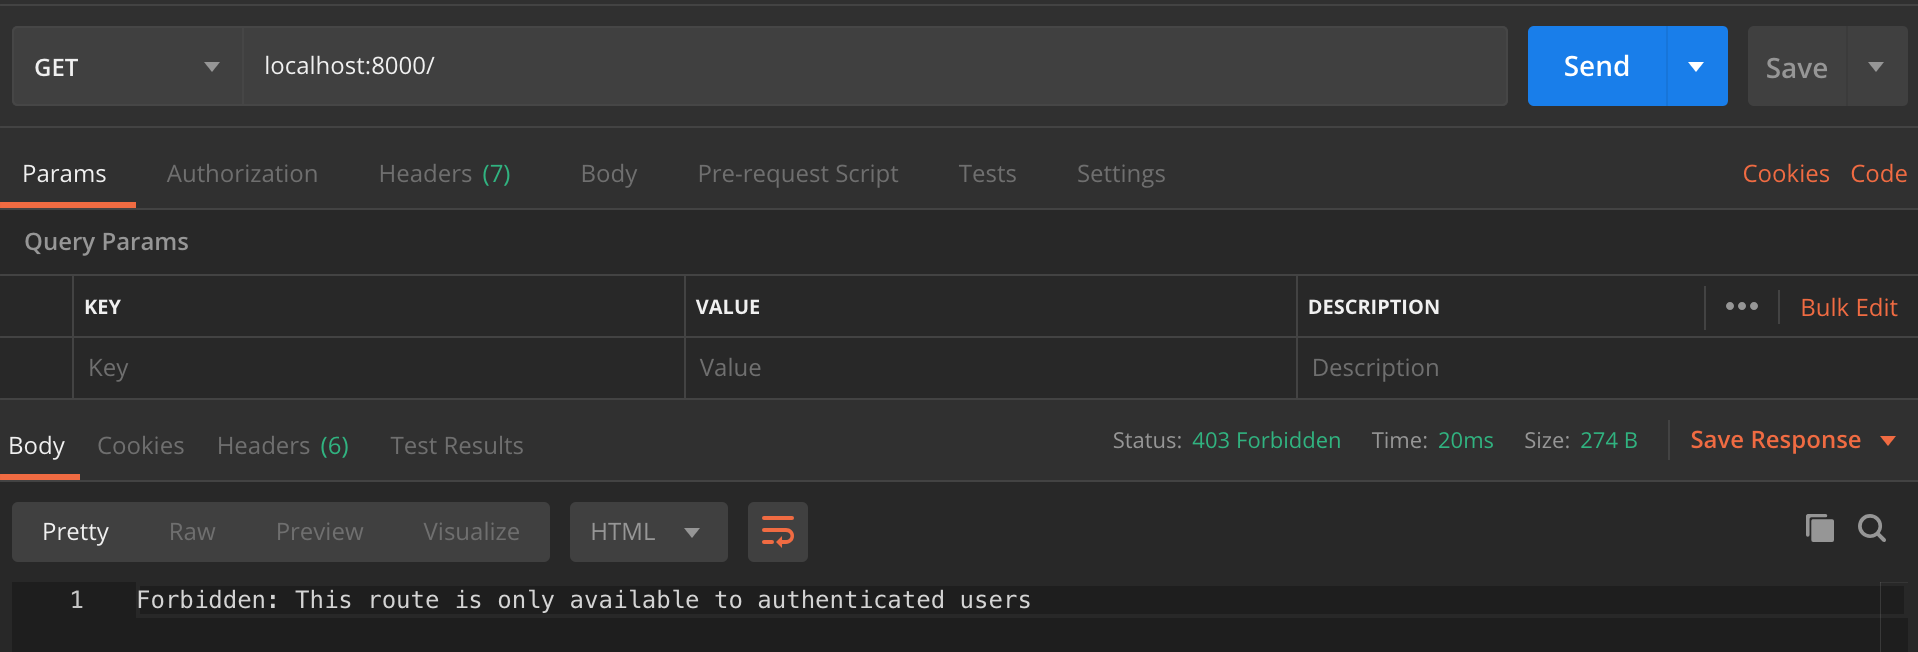 GET localhost:8000/ Send Save
Params Authorization Headers (7) Body Pre-request Script Tests Settings Cookies Code
Query Params
KEY VALUE DESCRIPTION ••• Bulk Edit
Key Value Description
Body Cookies Headers (6) Test Results Status: 403 Forbidden Time: 20ms Size: 274 B Save Response
Pretty Raw Preview Visualize HTML
1 Forbidden: This route is only available to authenticated users